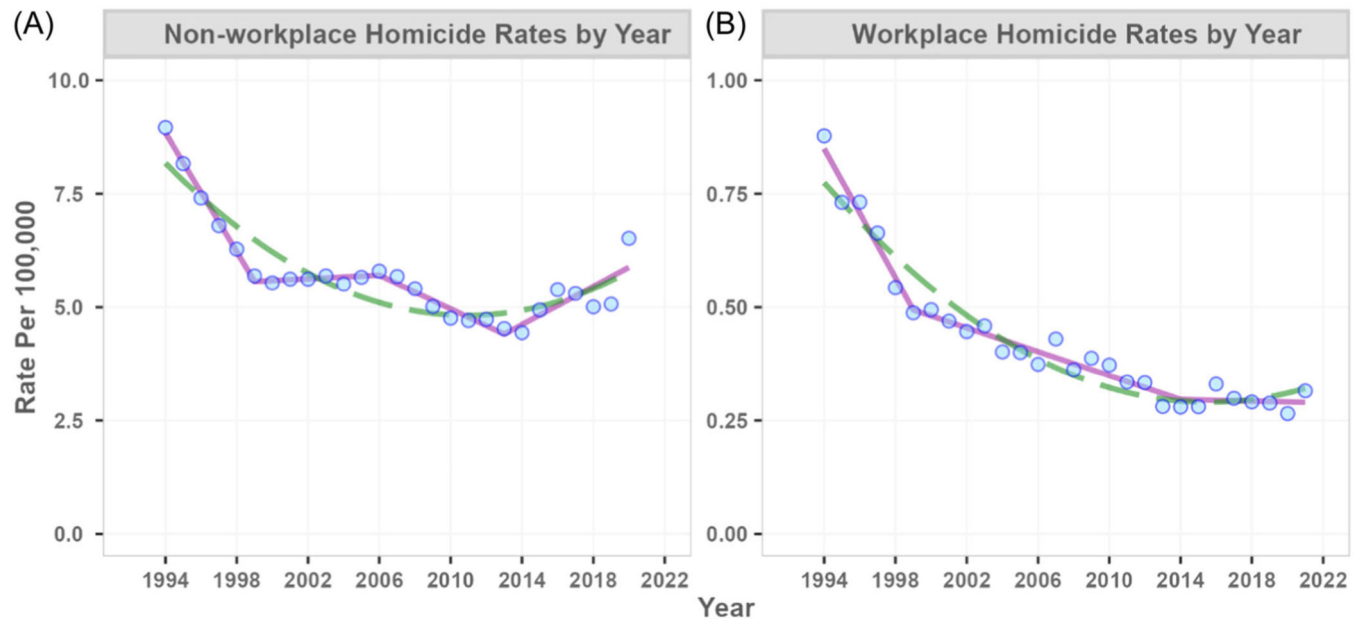 (A)
Non-workplace Homicide Rates by Year
(B)
Workplace Homicide Rates by Year
Rate Per 100,000
10.0
7.5
5.0
2.5
0.0
1994 1998 2002 2006 2010 2014 2018 2022
1.00
0.75
0.50
0.25
0.00
1994 1998 2002 2006 2010 2014 2018 2022
Year